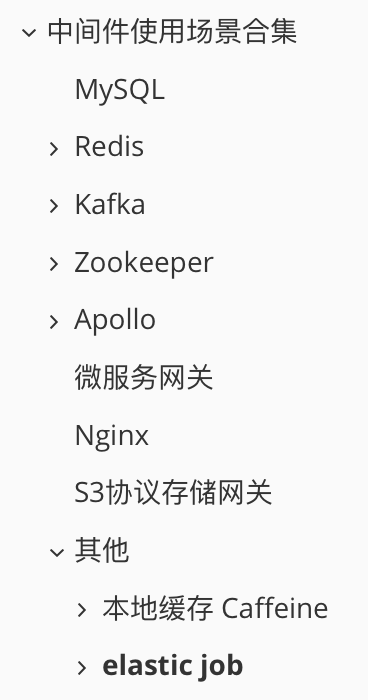 中间件使用场景合集
MySQL
Redis
Kafka
Zookeeper
Apollo
微服务网关
Nginx
S3协议存储网关
其他
本地缓存 Caffeine
elastic job